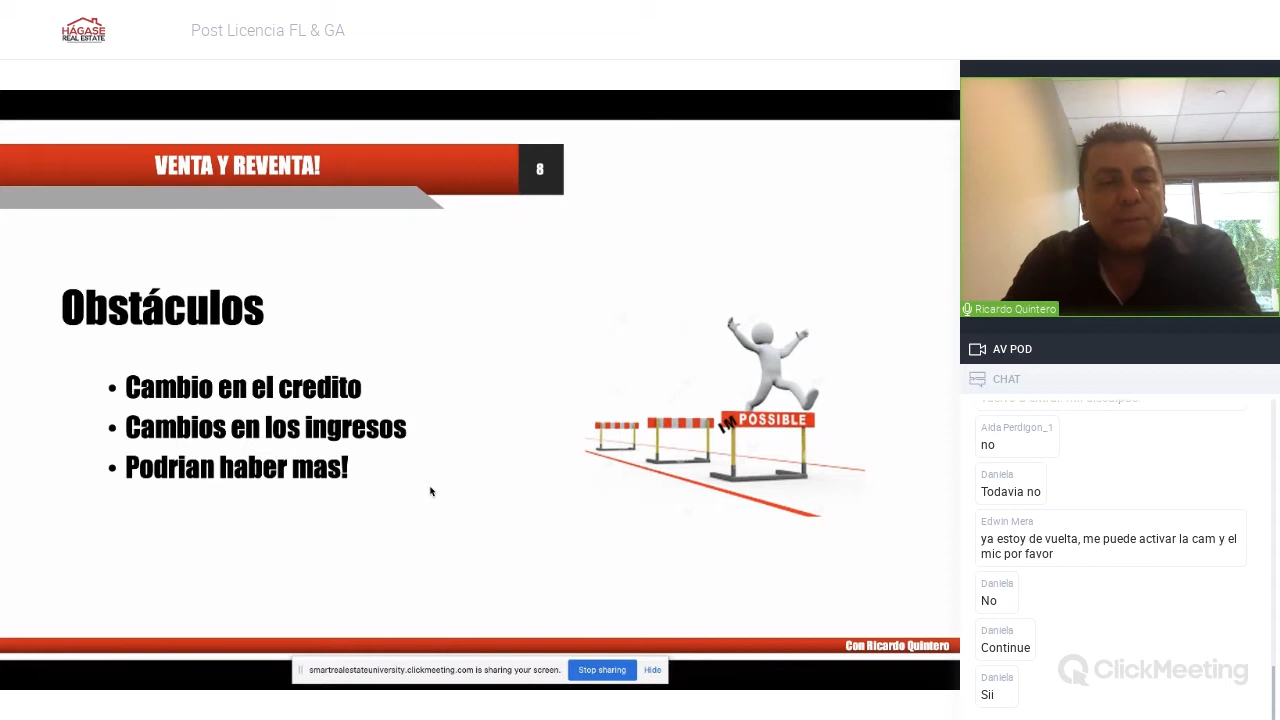 HÁGASE
REAL ESTATE
Post Licencia FL & GA
VENTA Y REVENTA!
8
Obstáculos
• Cambio en el credito
• Cambios en los ingresos
• Podrian haber mas!
IMPOSSIBLE
Con Ricardo Quintero
smartrealestateuniversity.clickmeeting.com is sharing your screen.
Stop sharing
Hide
Ricardo Quintero
AV POD
CHAT
Aida Perdigon_1
no
Daniela
Todavia no
Edwin Mera
ya estoy de vuelta, me puede activar la cam y el
mic por favor
Daniela
No
Daniela
Continue
Daniela
Sii
ClickMeeting